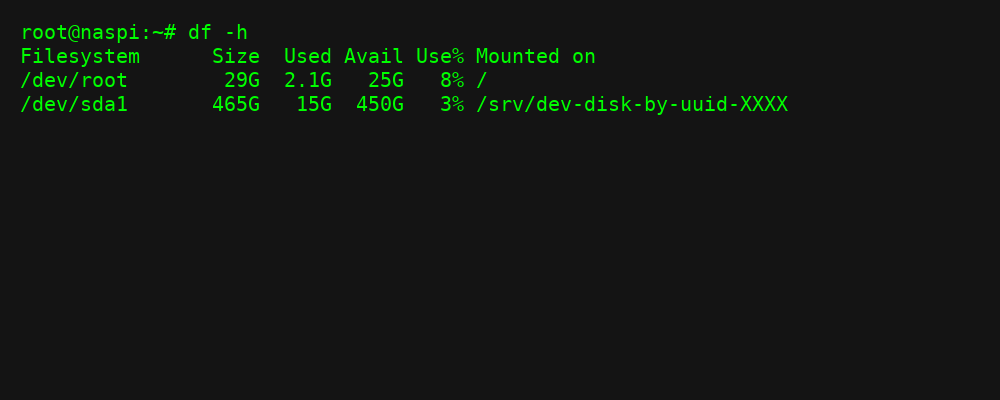 root@naspi:~# df -h
Filesystem      Size  Used Avail Use% Mounted on
/dev/root        29G  2.1G   25G   8% /
/dev/sda1       465G   15G  450G   3% /srv/dev-disk-by-uuid-XXXX